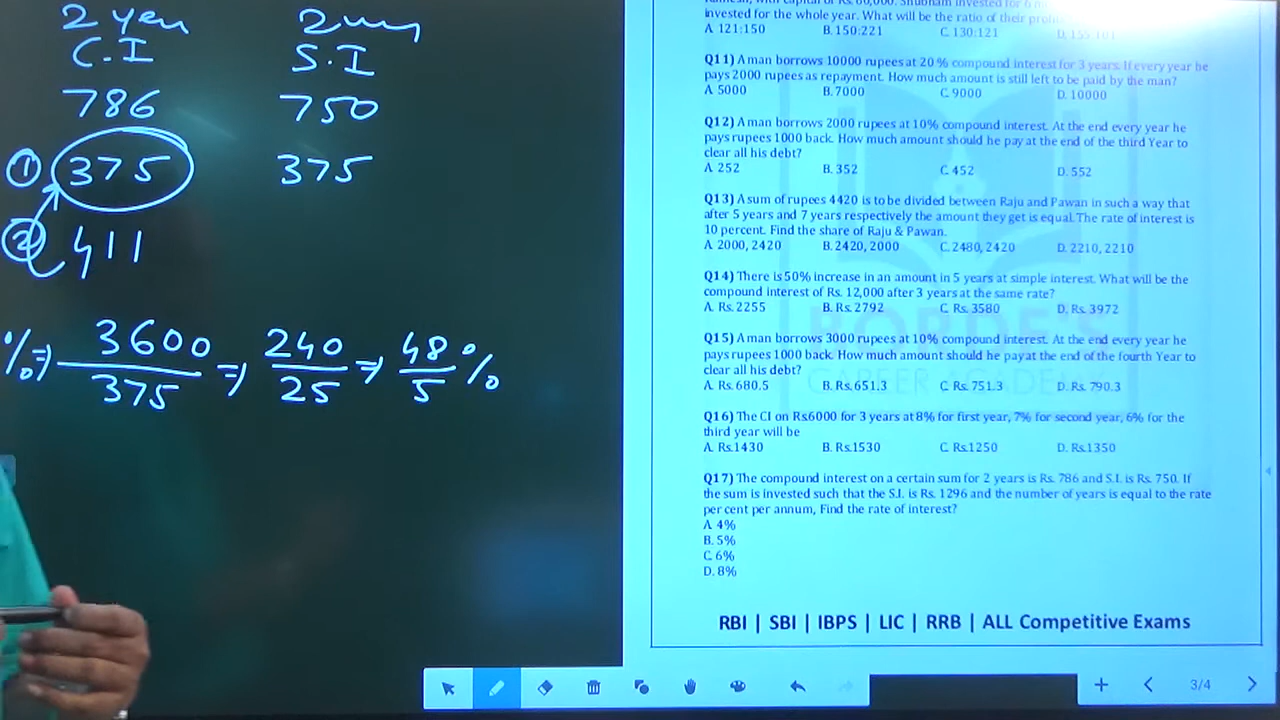 2 year 2
C.I S.I
786 750
① 375 375
② 411
% ⇒ 3600/375 ⇒ 240/25 ⇒ 48/5 %
invested for the whole year. What will be the ratio of their
A. 121:150 B. 150:221 C. 130:121 D. 155:101
Q11) A man borrows 10000 rupees at 20 % compound interest for 3 years. If every year he
pays 2000 rupees as repayment. How much amount is still left to be paid by the man?
A. 5000 B. 7000 C. 9000 D. 10000
Q12) A man borrows 2000 rupees at 10% compound interest. At the end every year he
pays rupees 1000 back. How much amount should he pay at the end of the third Year to
clear all his debt?
A. 252 B. 352 C. 452 D. 552
Q13) A sum of rupees 4420 is to be divided between Raju and Pawan in such a way that
after 5 years and 7 years respectively the amount they get is equal. The rate of interest is
10 percent. Find the share of Raju & Pawan.
A. 2000, 2420 B. 2420, 2000 C. 2480, 2420 D. 2210, 2210
Q14) There is 50% increase in an amount in 5 years at simple interest. What will be the
compound interest of Rs. 12,000 after 3 years at the same rate?
A. Rs. 2255 B. Rs. 2792 C. Rs. 3580 D. Rs. 3972
Q15) A man borrows 3000 rupees at 10% compound interest. At the end every year he
pays rupees 1000 back. How much amount should he pay at the end of the fourth Year to
clear all his debt?
A. Rs. 680.5 B. Rs. 651.3 C. Rs. 751.3 D. Rs. 790.3
Q16) The CI on Rs6000 for 3 years at 8% for first year, 7% for second year, 6% for the
third year will be
A. Rs.1430 B. Rs.1530 C. Rs.1250 D. Rs.1350
Q17) The compound interest on a certain sum for 2 years is Rs. 786 and S.I. is Rs. 750. If
the sum is invested such that the S.I. is Rs. 1296 and the number of years is equal to the rate
per cent per annum, Find the rate of interest?
A. 4%
B. 5%
C. 6%
D. 8%
CAREER ACADEMY
RBI | SBI | IBPS | LIC | RRB | ALL Competitive Exams
3/4